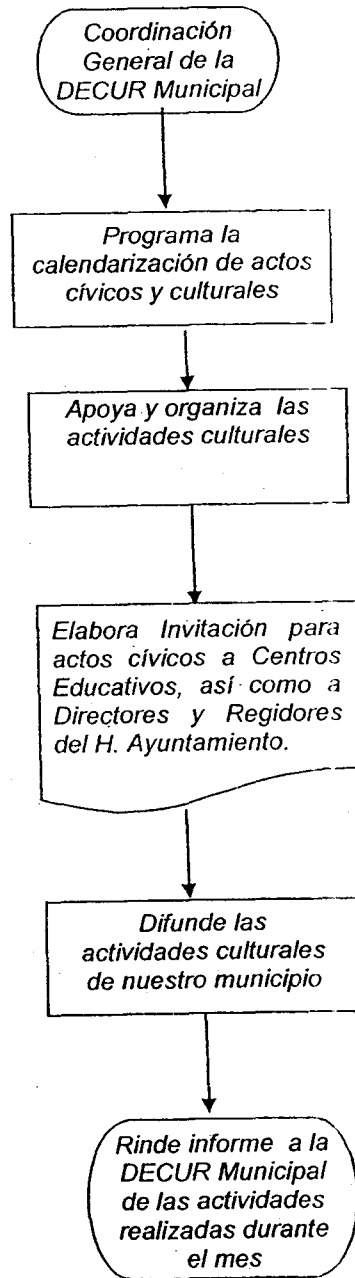 Coordinación
General de la
DECUR Municipal
Programa la
calendarización de actos
cívicos y culturales
Apoya y organiza las
actividades culturales
Elabora Invitación para
actos cívicos a Centros
Educativos, así como a
Directores y Regidores
del H. Ayuntamiento.
Difunde las
actividades culturales
de nuestro municipio
Rinde informe a la
DECUR Municipal
de las actividades
realizadas durante
el mes